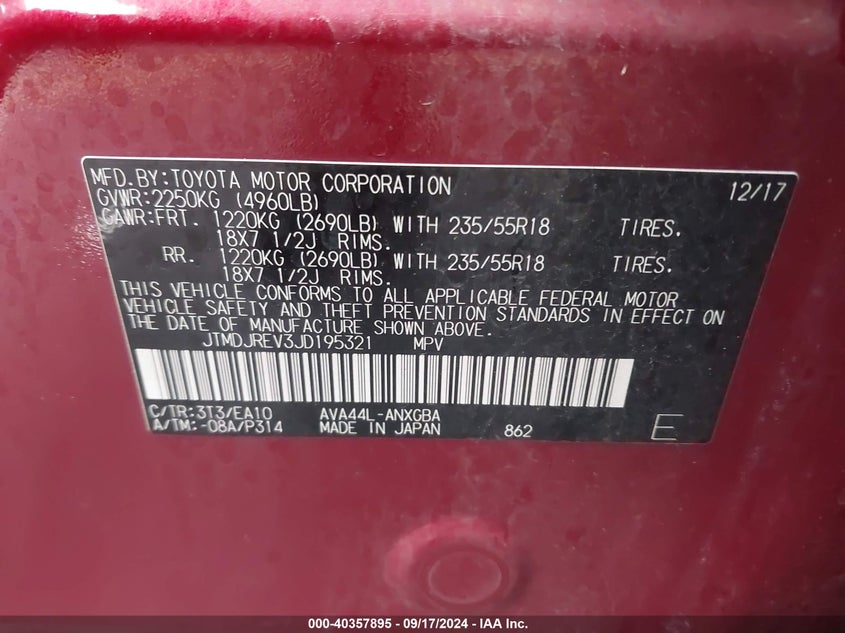 MFD.BY:TOYOTA MOTOR CORPORATION 12/17
GVWR:2250KG (4960LB)
GAWR:FRT. 1220KG (2690LB) WITH 235/55R18 TIRES.
18X7 1/2J RIMS.
RR. 1220KG (2690LB) WITH 235/55R18 TIRES.
18X7 1/2J RIMS.
THIS VEHICLE CONFORMS TO ALL APPLICABLE FEDERAL MOTOR
VEHICLE SAFETY AND THEFT PREVENTION STANDARDS IN EFFECT ON
THE DATE OF MANUFACTURE SHOWN ABOVE.
JTMDJREV3JD195321 MPV
C/TR:3T3/EA10 AVA44L-ANXGBA
A/TM:-08A/P314 MADE IN JAPAN 862 E
000-40357895 - 09/17/2024 - IAA Inc.